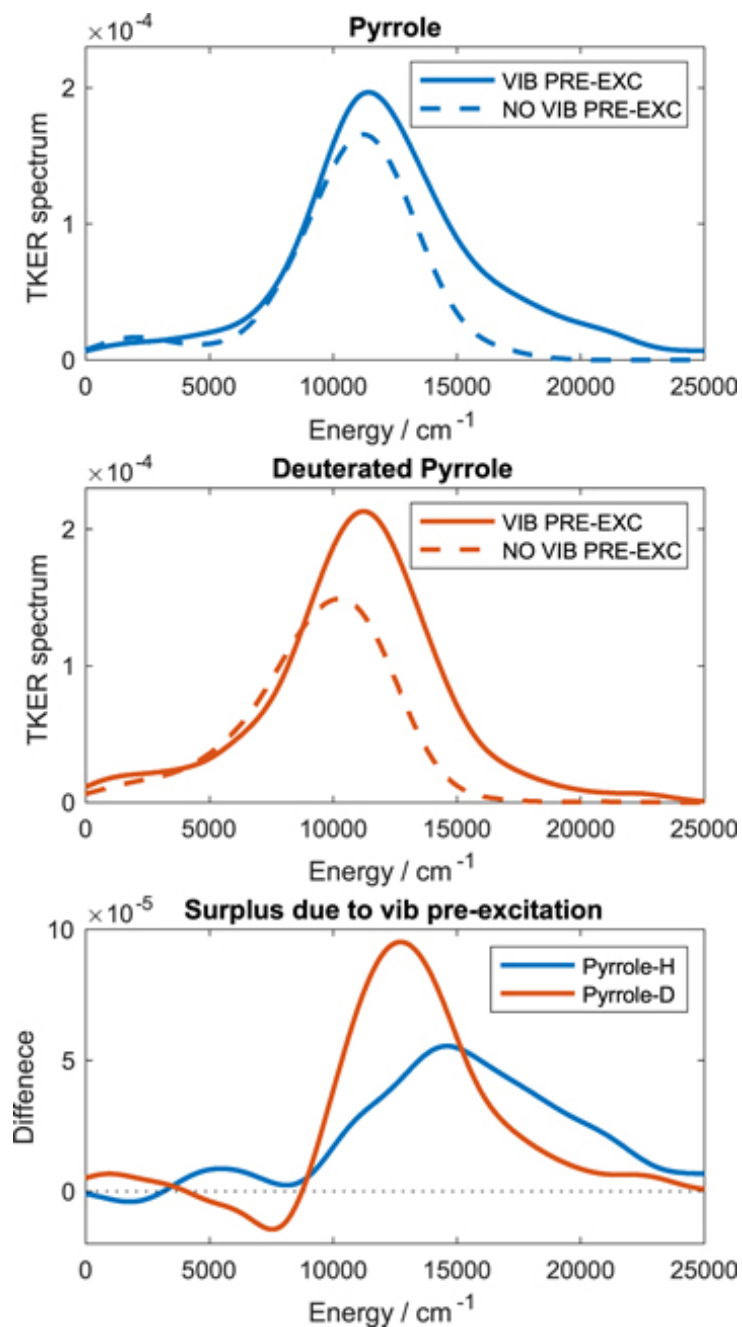 Pyrrole
×10-4
VIB PRE-EXC
NO VIB PRE-EXC
TKER spectrum
2
1
0
0 5000 10000 15000 20000 25000
Energy / cm-1
Deuterated Pyrrole
×10-4
VIB PRE-EXC
NO VIB PRE-EXC
TKER spectrum
2
1
0
0 5000 10000 15000 20000 25000
Energy / cm-1
Surplus due to vib pre-excitation
×10-5
Pyrrole-H
Pyrrole-D
Diffenece
10
5
0
0 5000 10000 15000 20000 25000
Energy / cm-1